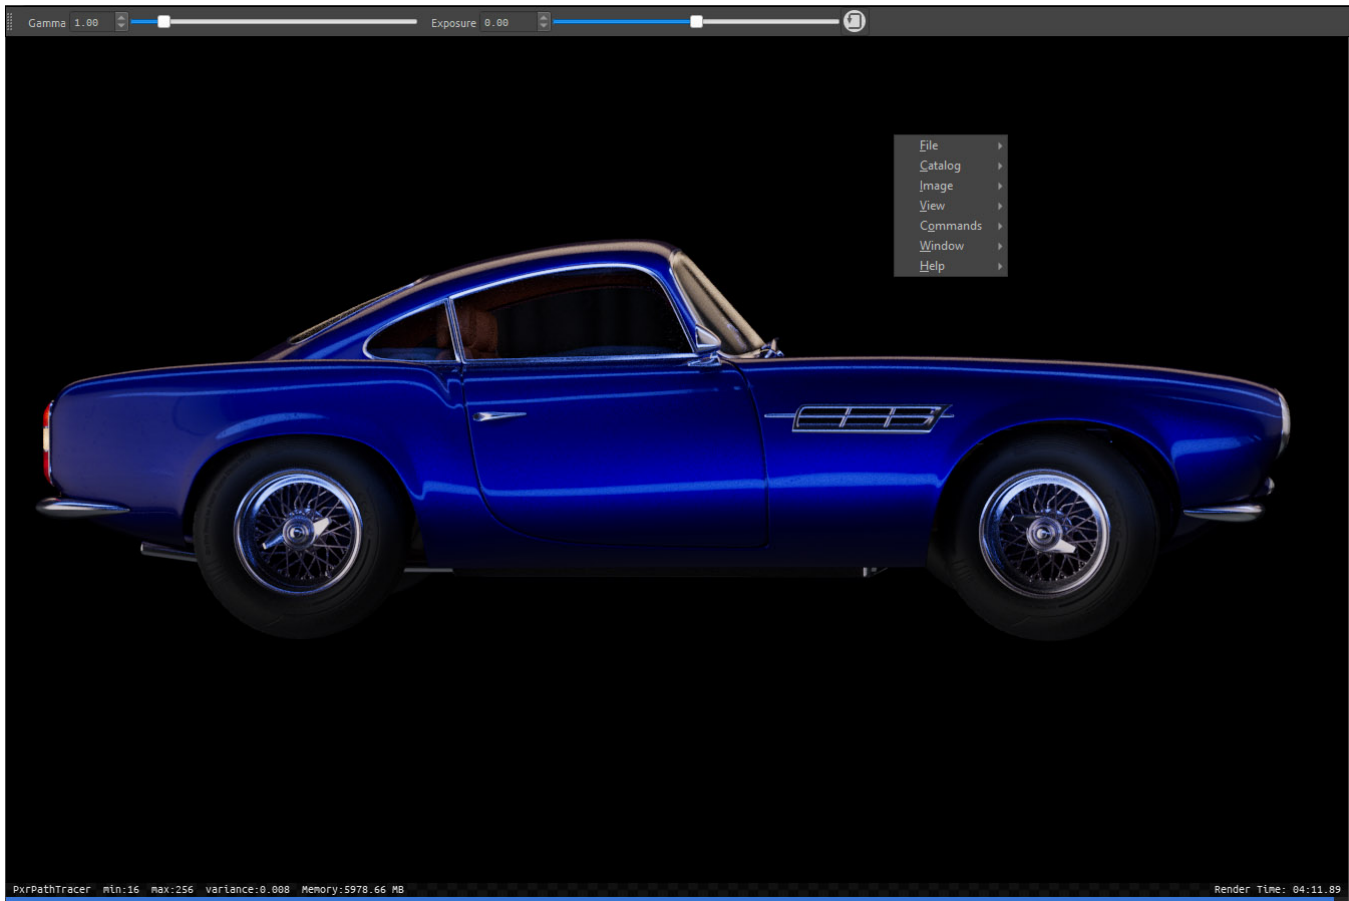 Gamma 1.00 Exposure 0.00
File
Catalog
Image
View
Commands
Window
Help
PxrPathTracer min:16 max:256 variance:0.008 Memory:5978.66 MB Render Time: 04:11.89